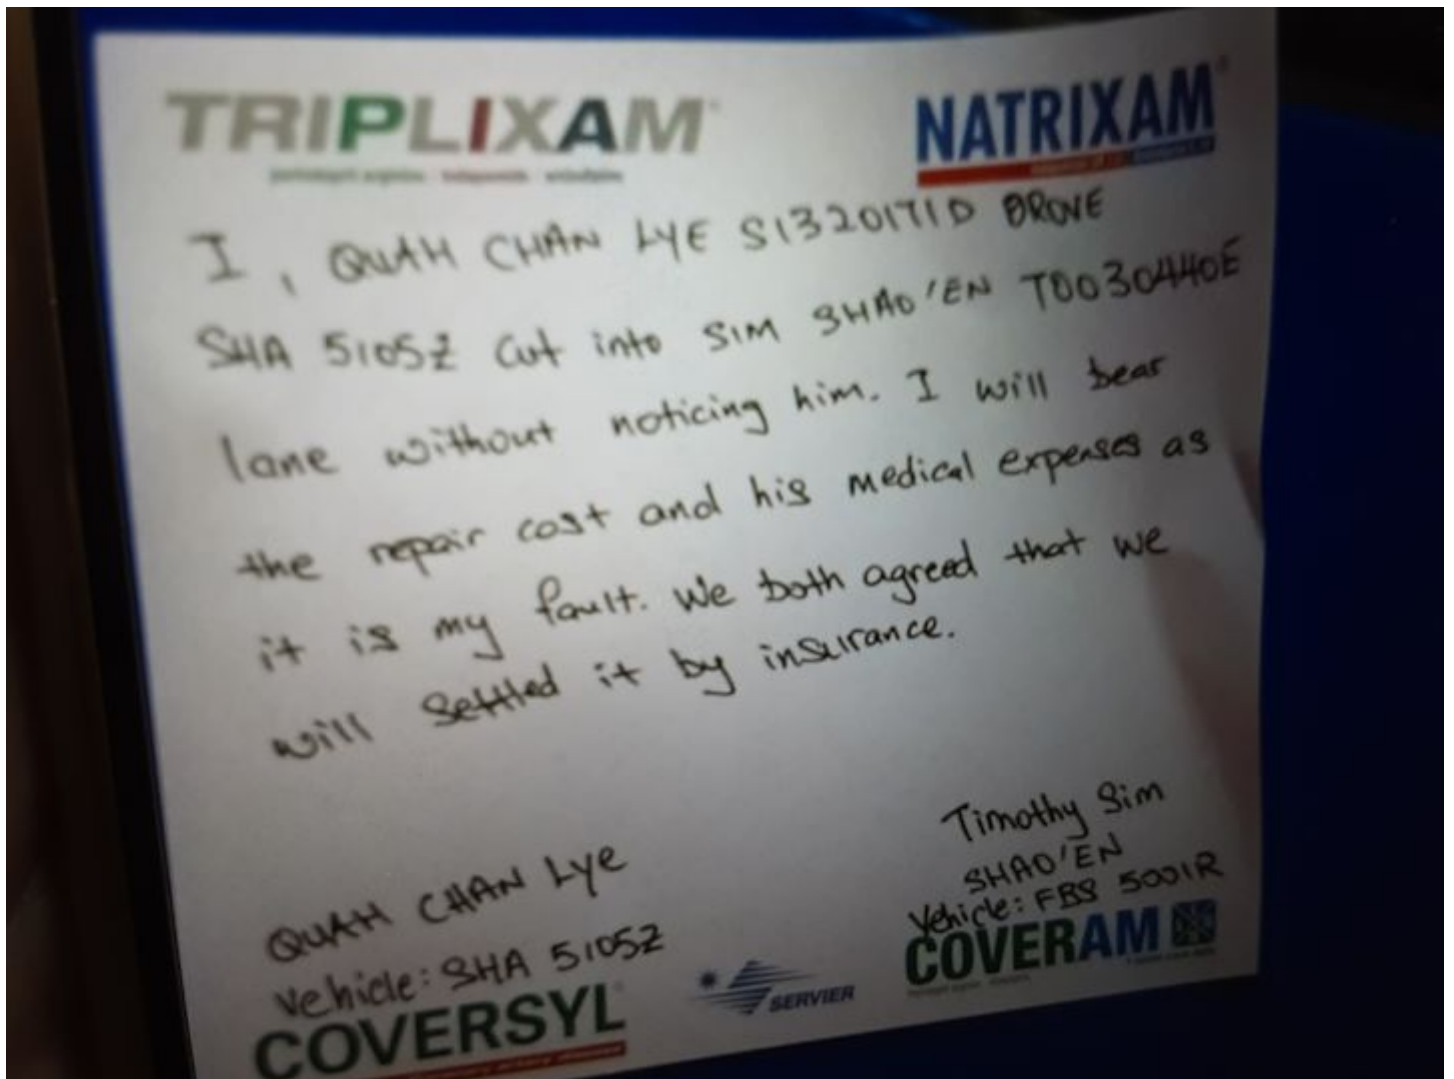 TRIPLIXAM
NATRIXAM
I, QUAH CHAN LYE S1320171D DROVE
SHA 5105Z cut into SIM SHAO'EN T0030440E
lane without noticing him. I will bear
the repair cost and his medical expenses as
it is my fault. We both agreed that we
will settled it by insurance.
QUAH CHAN Lye
Vehicle: SHA 5105Z
Timothy Sim
SHAO'EN
Vehicle: FBS 5001R
COVERSYL
SERVIER
COVERAM